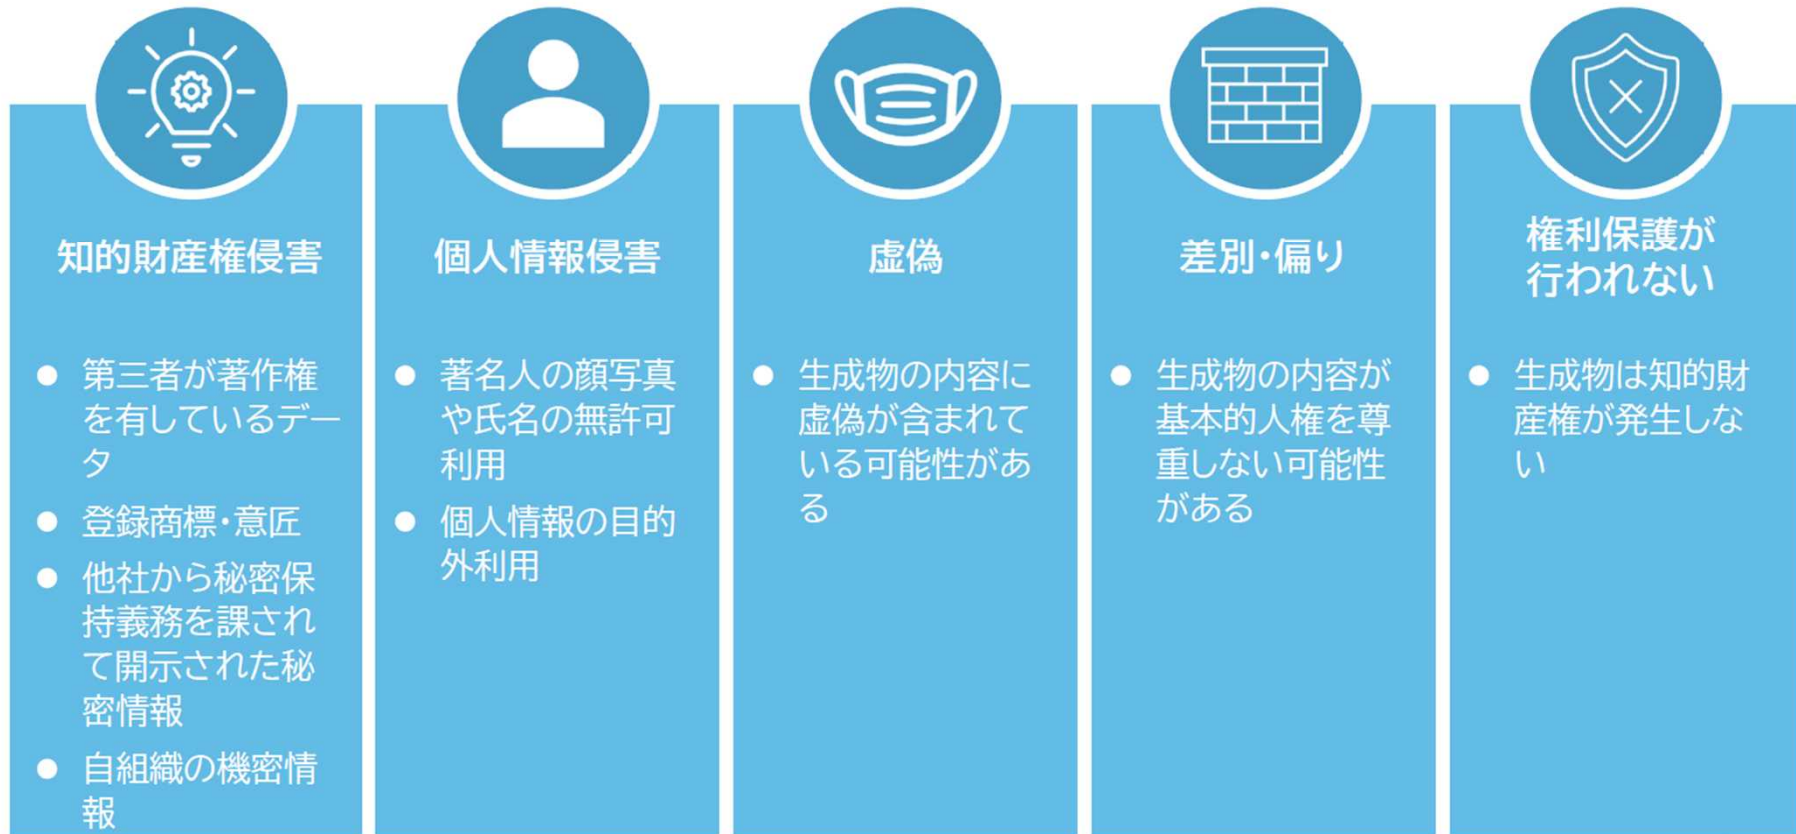 知的財産権侵害
第三者が著作権
を有しているデー
タ
登録商標・意匠
他社から秘密保
持義務を課され
て開示された秘
密情報
自組織の機密情
報
個人情報侵害
著名人の顔写真
や氏名の無許可
利用
個人情報の目的
外利用
虚偽
生成物の内容に
虚偽が含まれて
いる可能性があ
る
差別・偏り
生成物の内容が
基本的人権を尊
重しない可能性
がある
権利保護が
行われない
生成物は知的財
産権が発生しな
い